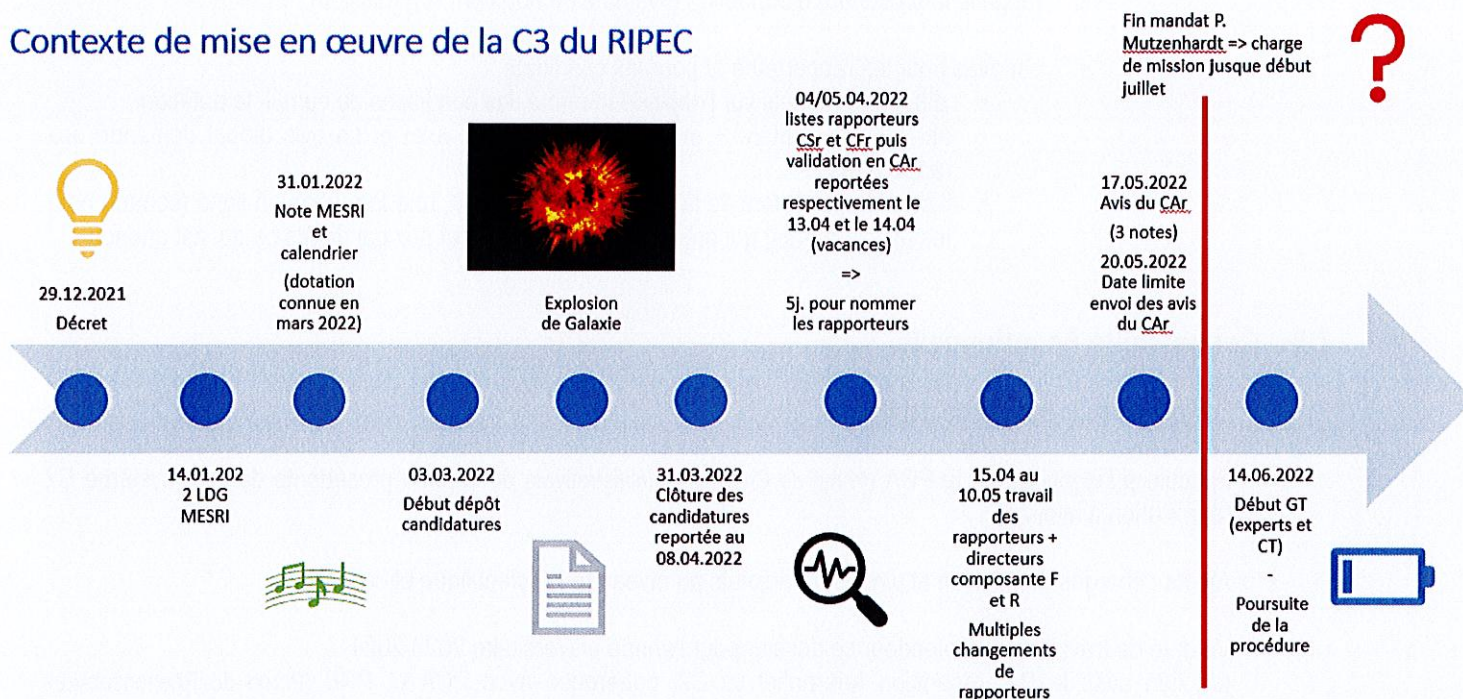 Contexte de mise en œuvre de la C3 du RIPEC
29.12.2021
Décret
14.01.202
2 LDG
MESRI
31.01.2022
Note MESRI
et
calendrier
(dotation
connue en
mars 2022)
03.03.2022
Début dépôt
candidatures
Explosion
de Galaxie
31.03.2022
Clôture des
candidatures
reportée au
08.04.2022
04/05.04.2022
listes rapporteurs
CSr et CFr puis
validation en CAr
reportées
respectivement le
13.04 et le 14.04
(vacances)
=>
5j. pour nommer
les rapporteurs
15.04 au
10.05 travail
des
rapporteurs +
directeurs
composante F
et R
Multiples
changements
de
rapporteurs
17.05.2022
Avis du CAr
(3 notes)
20.05.2022
Date limite
envoi des avis
du CAr
Fin mandat P.
Mutzenhardt => charge
de mission jusque début
juillet
14.06.2022
Début GT
(experts et
CT)
-
Poursuite
de la
procédure